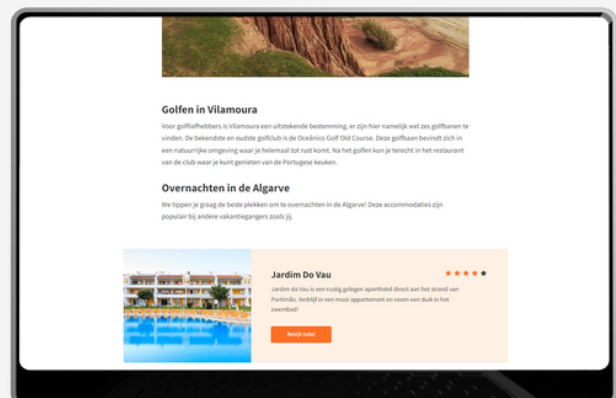 Golfen in Vilamoura
Voor golfliefhebbers is Vilamoura een uitstekende bestemming, er zijn hier namelijk wel zes golfbanen te
vinden. De bekendste en oudste golfclub is de Oceânico Golf Old Course. Deze golfbaan bevindt zich in
een natuurrijke omgeving waar je helemaal tot rust komt. Na het golfen kun je terecht in het restaurant
van de club waar je kunt genieten van de Portugese keuken.
Overnachten in de Algarve
We tippen je graag de beste plekken om te overnachten in de Algarve! Deze accommodaties zijn
populair bij andere vakantiegangers zoals jij.
Jardim Do Vau
Jardim do Vau is een rustig gelegen aparthotel direct aan het strand van
Portimão. Verblijf in een mooi appartement en neem een duik in het
zwembad!
Bekijk hotel